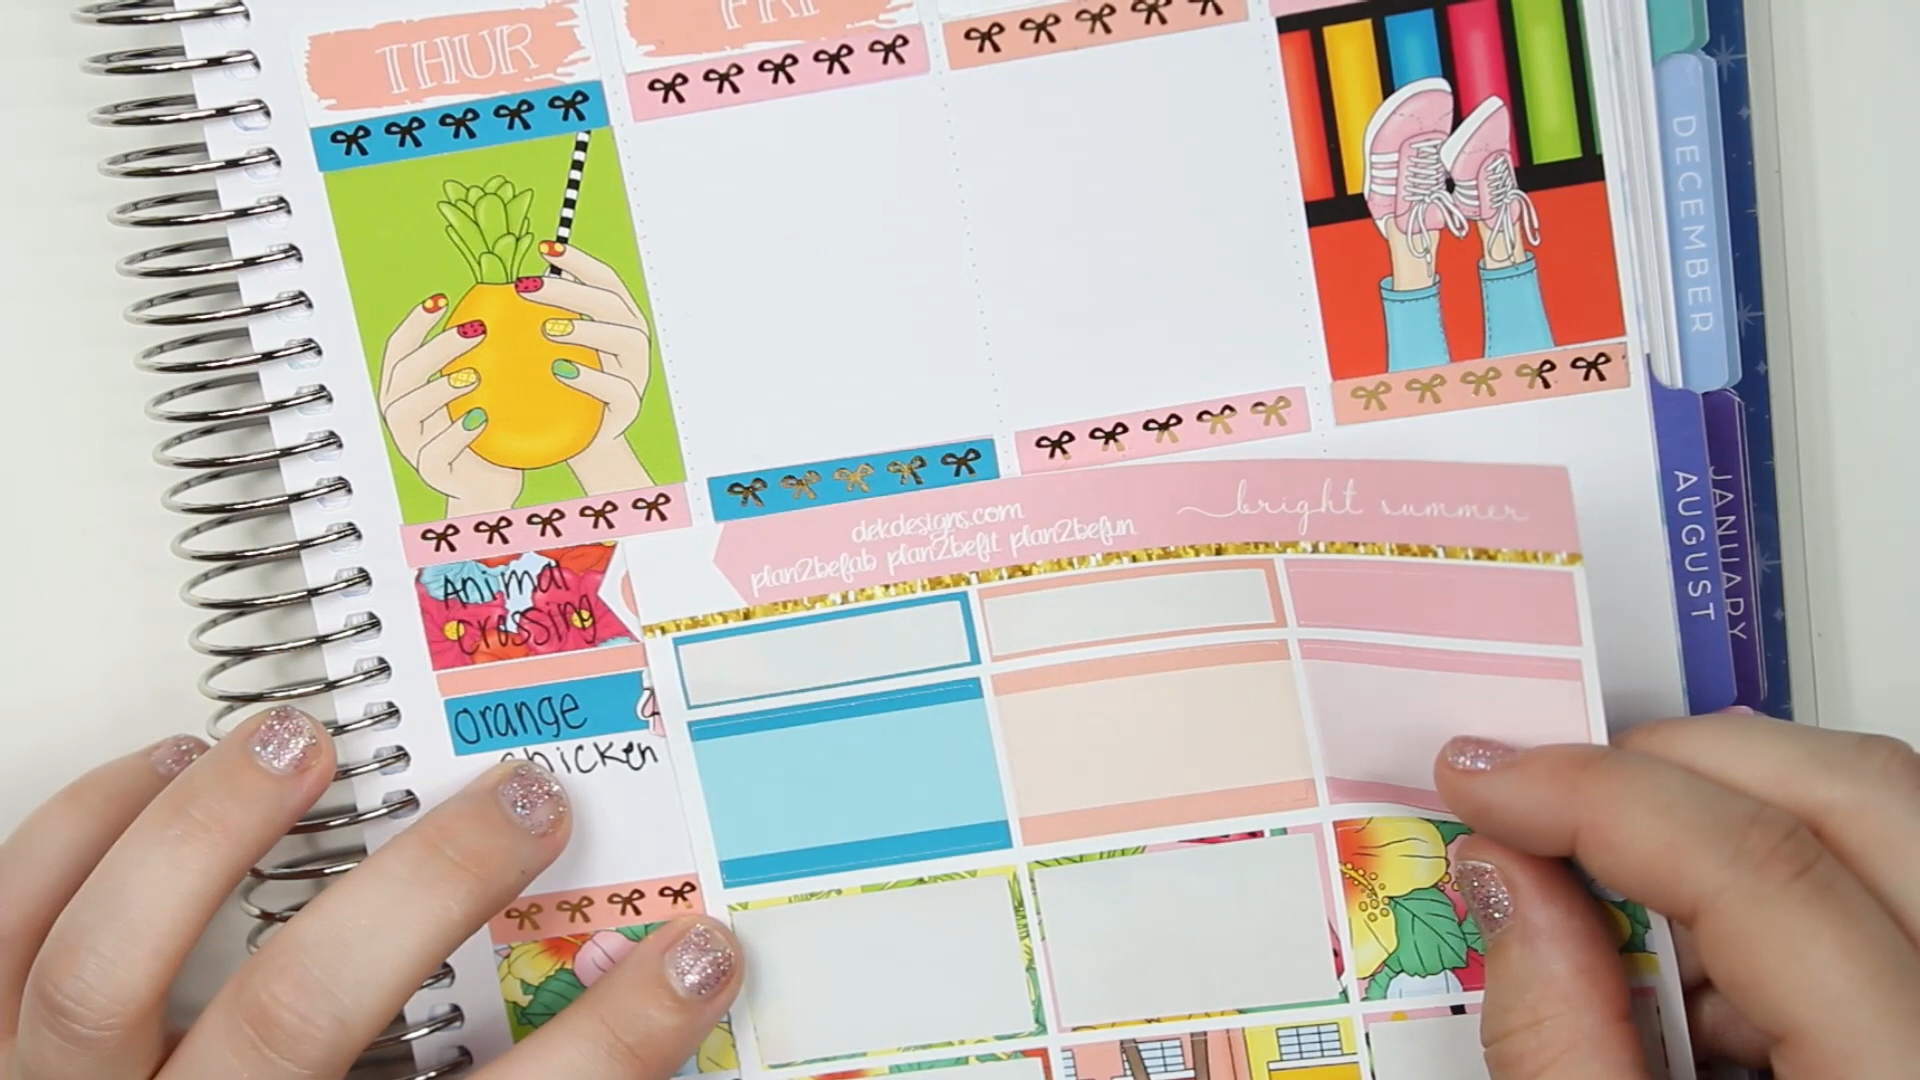 THUR
FRI
DECEMBER
JANUARY
AUGUST
dekdesigns.com
plan2befab plan2befit plan2befun
bright summer
Animal
crossing
orange
chicken